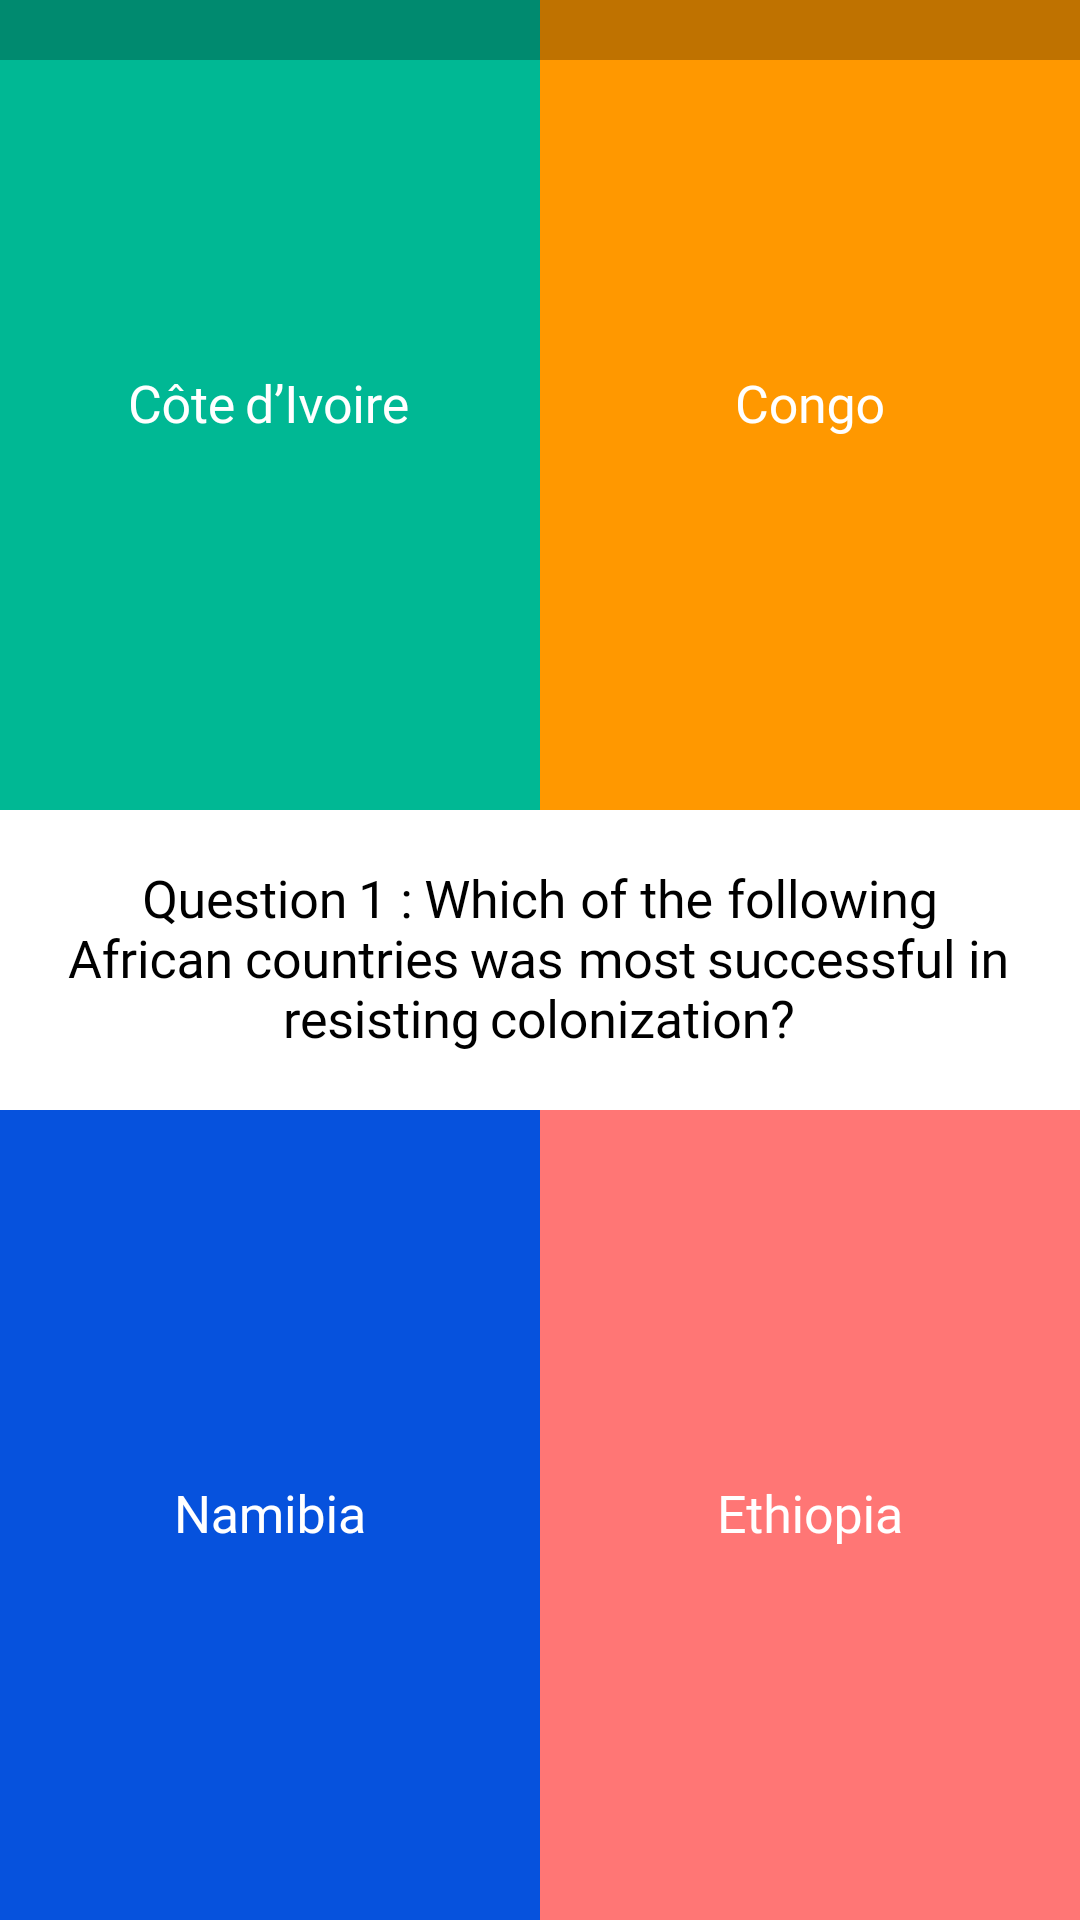 Côte d’Ivoire
Congo
Question 1 : Which of the following
African countries was most successful in
resisting colonization?
Namibia
Ethiopia